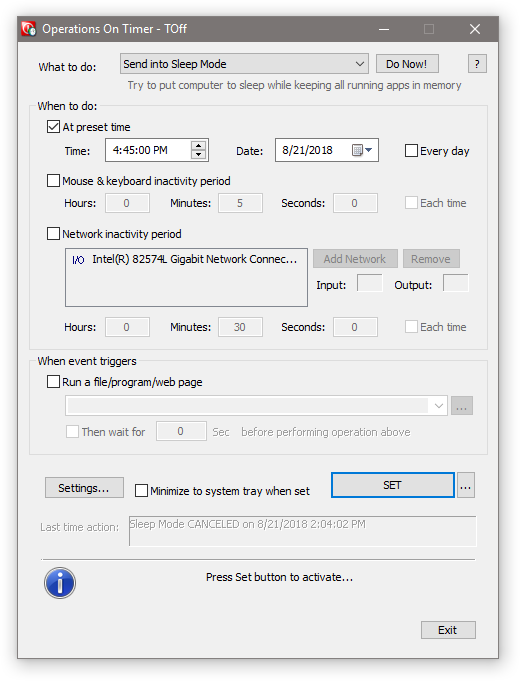 Operations On Timer - TOff
What to do: Send into Sleep Mode Do Now! ?
Try to put computer to sleep while keeping all running apps in memory
When to do:
At preset time
Time: 4:45:00 PM Date: 8/21/2018 Every day
Mouse & keyboard inactivity period
Hours: 0 Minutes: 5 Seconds: 0 Each time
Network inactivity period
I/O Intel(R) 82574L Gigabit Network Connec... Add Network Remove
Input: Output:
Hours: 0 Minutes: 30 Seconds: 0 Each time
When event triggers
Run a file/program/web page
...
Then wait for 0 Sec before performing operation above
Settings... Minimize to system tray when set SET ...
Last time action: Sleep Mode CANCELED on 8/21/2018 2:04:02 PM
Press Set button to activate...
Exit